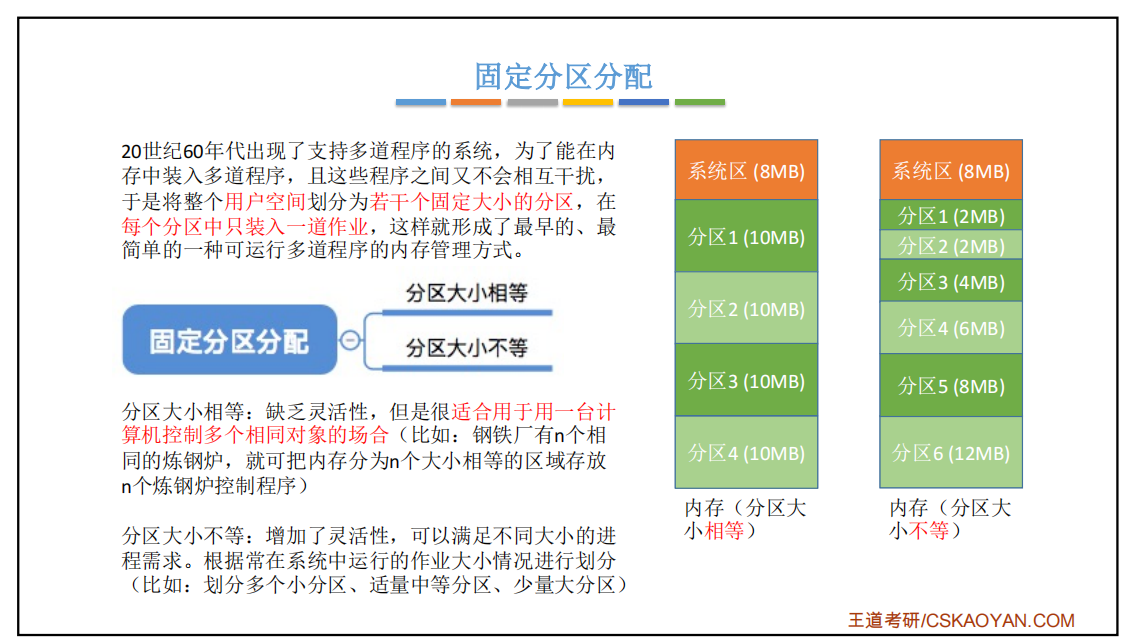 固定分区分配
20世纪60年代出现了支持多道程序的系统，为了能在内
存中装入多道程序，且这些程序之间又不会相互干扰，
于是将整个用户空间划分为若干个固定大小的分区，在
每个分区中只装入一道作业，这样就形成了最早的、最
简单的一种可运行多道程序的内存管理方式。
固定分区分配
分区大小相等
分区大小不等
分区大小相等：缺乏灵活性，但是很适合用于用一台计
算机控制多个相同对象的场合（比如：钢铁厂有n个相
同的炼钢炉，就可把内存分为n个大小相等的区域存放
n个炼钢炉控制程序）
分区大小不等：增加了灵活性，可以满足不同大小的进
程需求。根据常在系统中运行的作业大小情况进行划分
（比如：划分多个小分区、适量中等分区、少量大分区）
系统区 (8MB)
分区1 (10MB)
分区2 (10MB)
分区3 (10MB)
分区4 (10MB)
内存（分区大
小相等）
系统区 (8MB)
分区1 (2MB)
分区2 (2MB)
分区3 (4MB)
分区4 (6MB)
分区5 (8MB)
分区6 (12MB)
内存（分区大
小不等）
王道考研/CSKAOYAN.COM